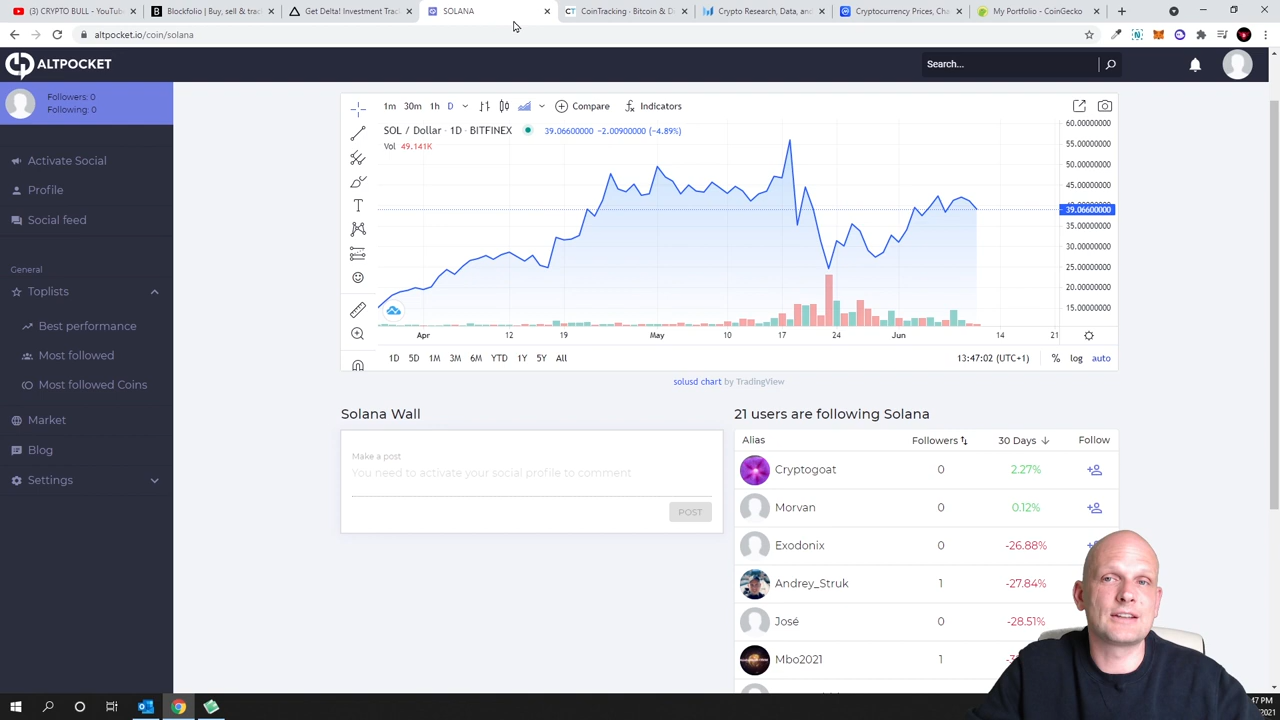 (3) CRYPTO BULL - YouTub
Blockfolio | Buy, sell & trad
Get Delta! Investment Track
SOLANA
CoinTracking · Bitcoin & D
Crypto Research, Data, and
Cryptocurrency Prices, Cha
My Portfolio - CoinGecko
altpocket.io/coin/solana
ALTPOCKET
Search...
Followers: 0
Following: 0
Activate Social
Profile
Social feed
General
Toplists
Best performance
Most followed
Most followed Coins
Market
Blog
Settings
1m 30m 1h D Compare Indicators
SOL / Dollar · 1D · BITFINEX 39.06600000 −2.00900000 (−4.89%)
Vol 49.141K
60.00000000
55.00000000
50.00000000
45.00000000
39.06600000
35.00000000
30.00000000
25.00000000
20.00000000
15.00000000
Apr 12 19 May 10 17 24 Jun 14 21
1D 5D 1M 3M 6M YTD 1Y 5Y All 13:47:02 (UTC+1) % log auto
solusd chart by TradingView
Solana Wall
Make a post
You need to activate your social profile to comment
POST
21 users are following Solana
Alias Followers 30 Days Follow
Cryptogoat 0 2.27%
Morvan 0 0.12%
Exodonix 0 -26.88%
Andrey_Struk 1 -27.84%
José 0 -28.51%
Mbo2021 1
47 PM
2021